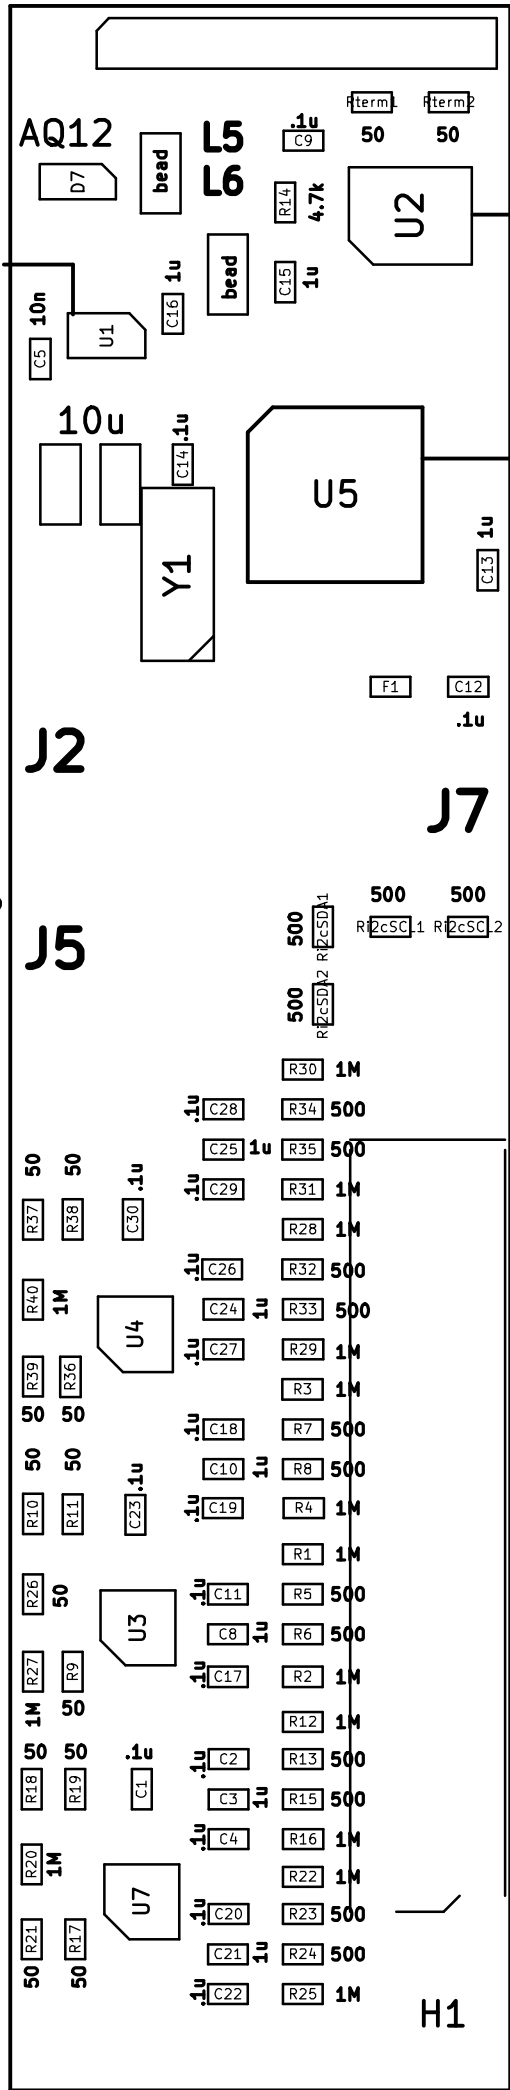 Rterm1 Rterm2
.1u
50 50
AQ12
L5
C9
bead
D7
L6
R14
4.7k
U2
1u
bead
C15
1u
10n
C16
U1
C5
10u
.1u
C14
U5
1u
Y1
C13
F1 C12
.1u
J2
J7
500 500
500
Ri2cSDA1
Ri2cSCL1 Ri2cSCL2
J5
500
Ri2cSDA2
R30 1M
.1u C28 R34 500
C25 1u R35 500
50 50 .1u
.1u C29 R31 1M
R37 R38 C30
R28 1M
.1u C26 R32 500
R40 1M
C24 1u R33 500
U4
.1u C27 R29 1M
R39 R36
R3 1M
50 50
.1u C18 R7 500
50 50 .1u
C10 1u R8 500
R10 R11 C23
.1u C19 R4 1M
R1 1M
R26 50
.1u C11 R5 500
U3
C8 1u R6 500
R27 R9
.1u C17 R2 1M
1M 50
R12 1M
50 50 .1u
.1u C2 R13 500
R18 R19 C1
C3 1u R15 500
.1u C4 R16 1M
R20 1M
R22 1M
U7
.1u C20 R23 500
R21 R17
C21 1u R24 500
50 50
.1u C22 R25 1M
H1